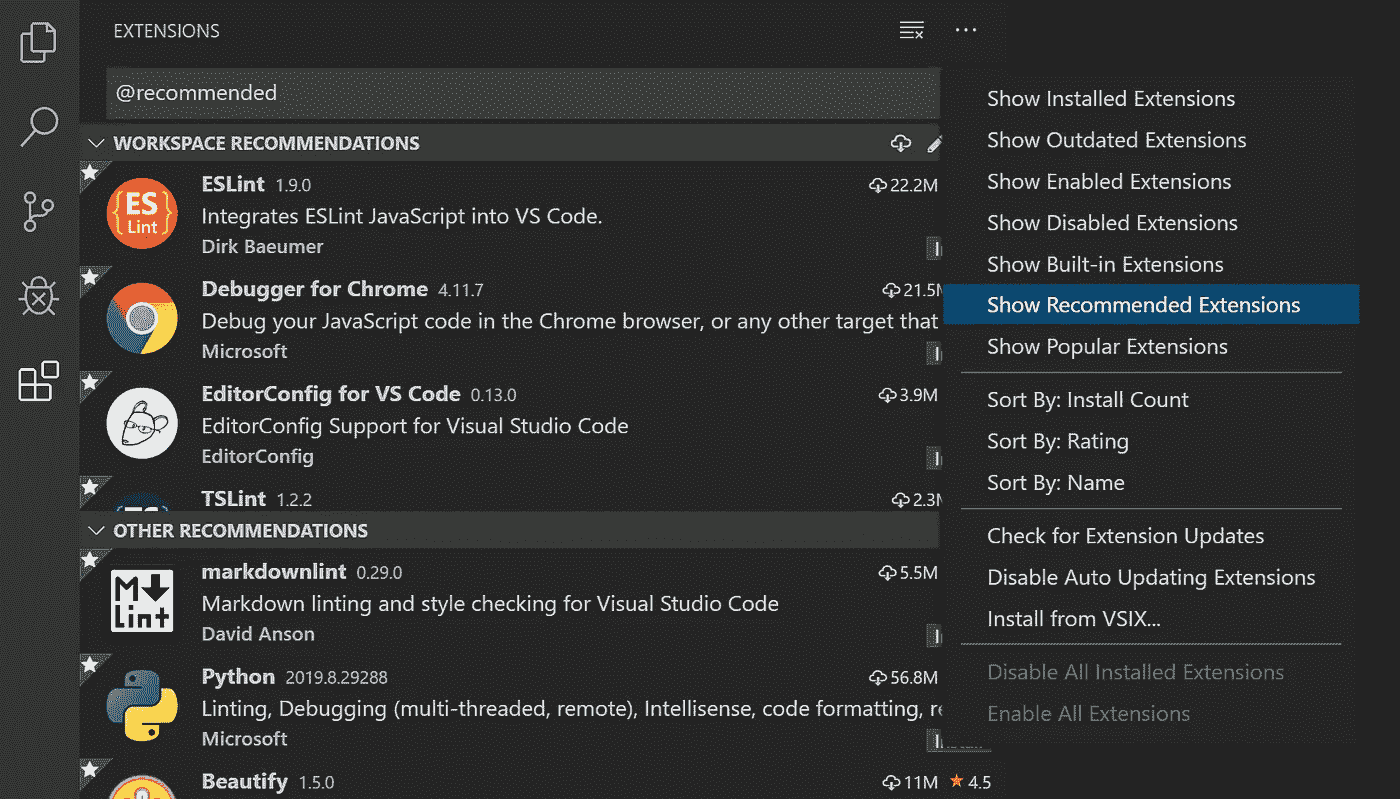 EXTENSIONS
@recommended
WORKSPACE RECOMMENDATIONS
ESLint 1.9.0 22.2M
{ES}
Lint
Integrates ESLint JavaScript into VS Code.
Dirk Baeumer
Debugger for Chrome 4.11.7 21.5M
Debug your JavaScript code in the Chrome browser, or any other target that
Microsoft
EditorConfig for VS Code 0.13.0 3.9M
EditorConfig Support for Visual Studio Code
EditorConfig
TSLint 1.2.2 2.3M
OTHER RECOMMENDATIONS
markdownlint 0.29.0 5.5M
M
Lint
Markdown linting and style checking for Visual Studio Code
David Anson
Python 2019.8.29288 56.8M
Linting, Debugging (multi-threaded, remote), Intellisense, code formatting, re
Microsoft
Beautify 1.5.0 11M 4.5
Show Installed Extensions
Show Outdated Extensions
Show Enabled Extensions
Show Disabled Extensions
Show Built-in Extensions
Show Recommended Extensions
Show Popular Extensions
Sort By: Install Count
Sort By: Rating
Sort By: Name
Check for Extension Updates
Disable Auto Updating Extensions
Install from VSIX...
Disable All Installed Extensions
Enable All Extensions